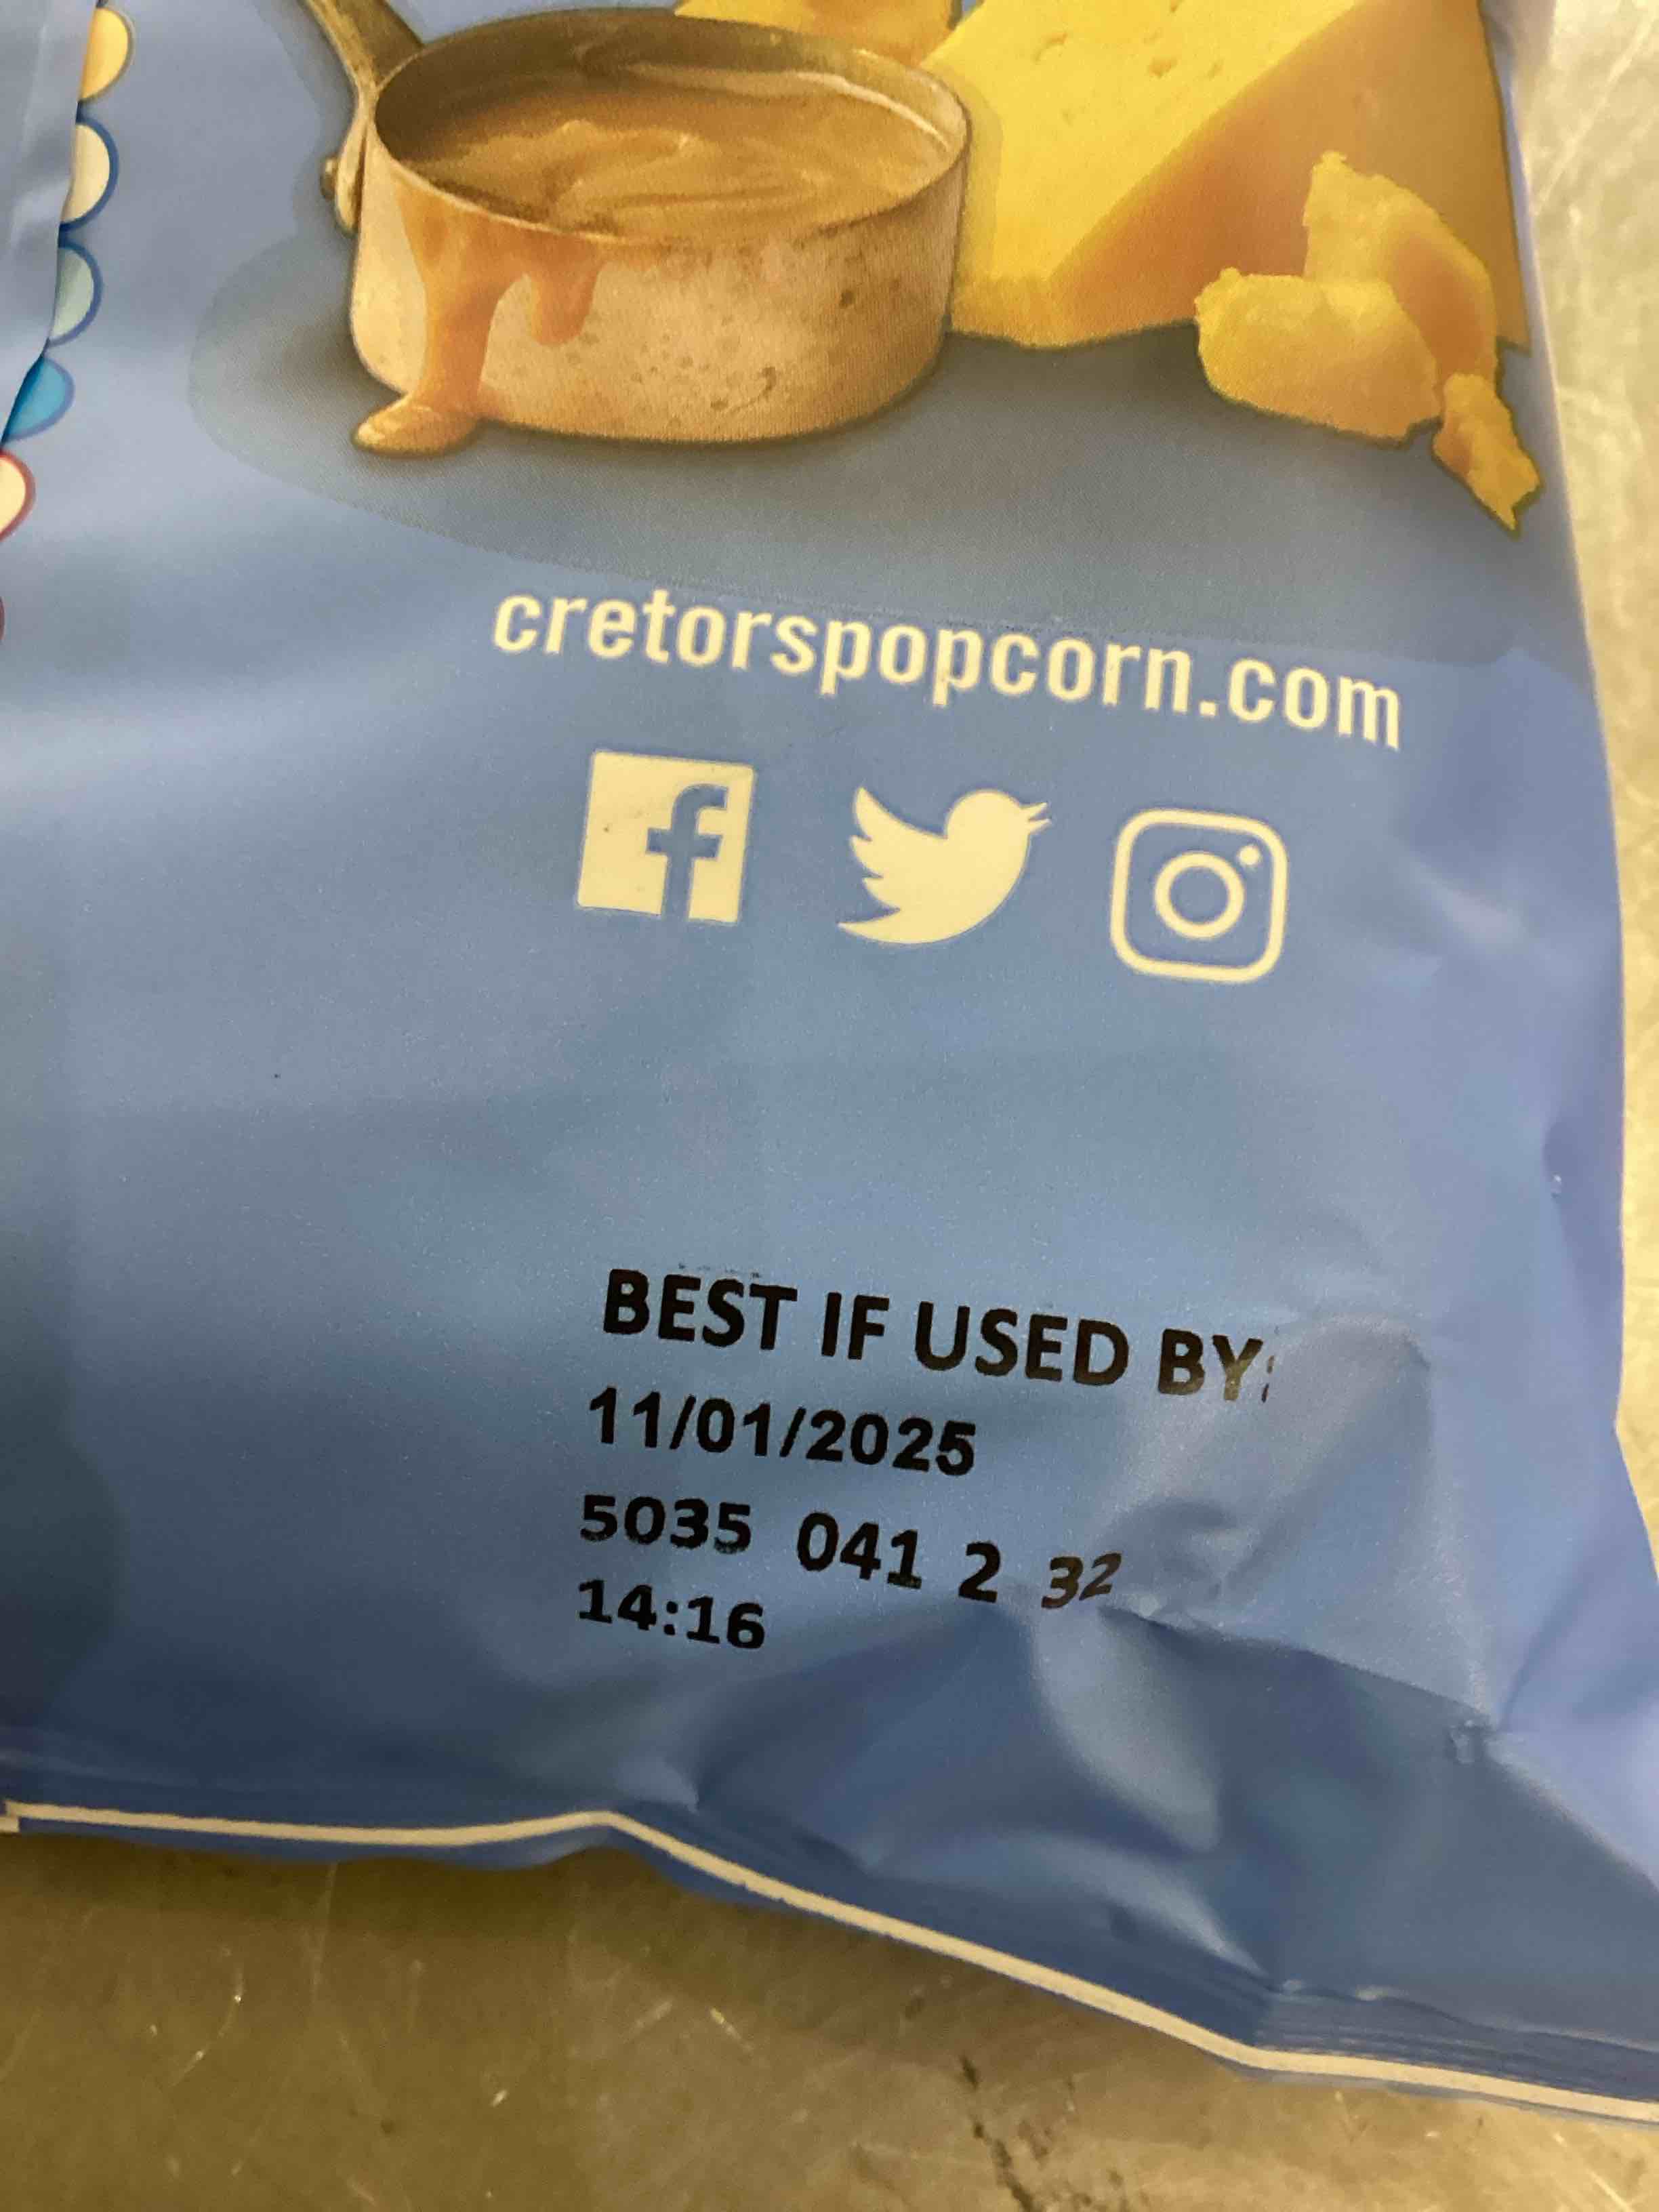 cretorspopcorn.com
BEST IF USED BY:
11/01/2025
5035 041 2 32
14:16